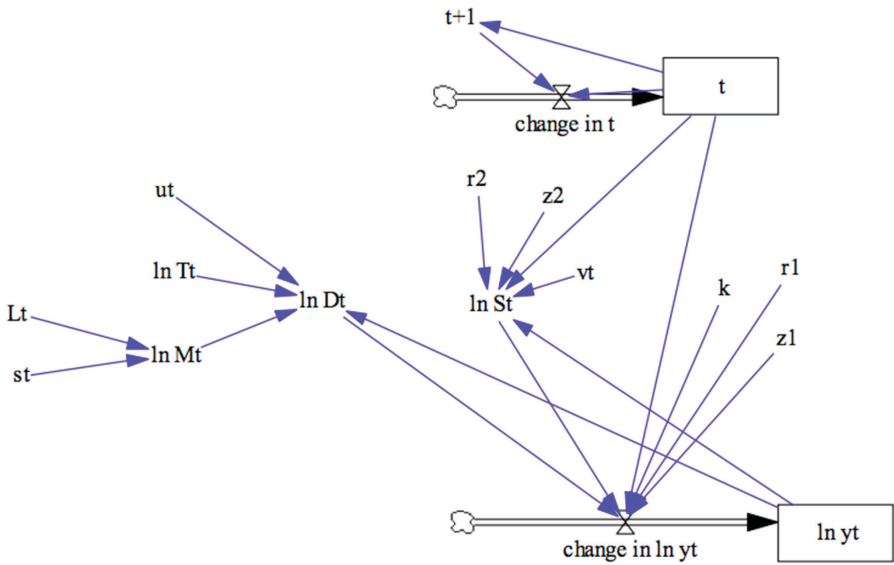 t+1
t
change in t
r2
z2
ut
ln Tt
vt
r1
k
ln Dt
ln St
Lt
z1
ln Mt
st
ln yt
change in ln yt